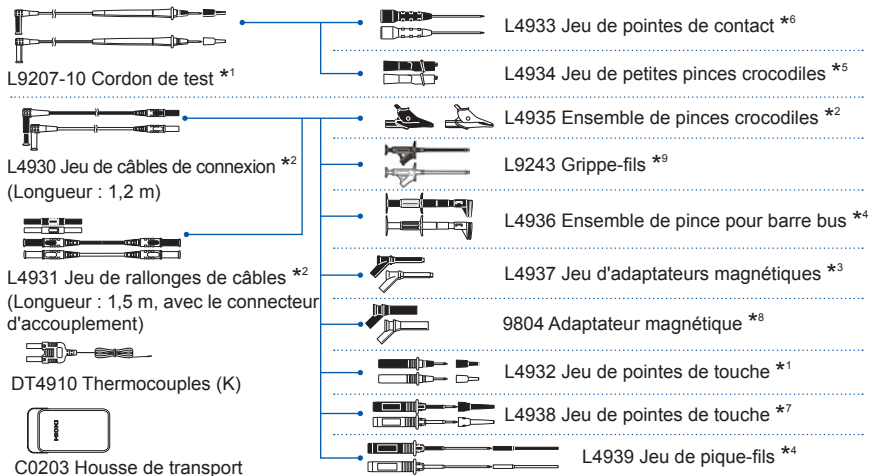 L9207-10 Cordon de test *1
L4930 Jeu de câbles de connexion *2
(Longueur : 1,2 m)
L4931 Jeu de rallonges de câbles *2
(Longueur : 1,5 m, avec le connecteur
d'accouplement)
DT4910 Thermocouples (K)
HIOKI
C0203 Housse de transport
L4933 Jeu de pointes de contact *6
L4934 Jeu de petites pinces crocodiles *5
L4935 Ensemble de pinces crocodiles *2
L9243 Grippe-fils *9
L4936 Ensemble de pince pour barre bus *4
L4937 Jeu d'adaptateurs magnétiques *3
9804 Adaptateur magnétique *8
L4932 Jeu de pointes de touche *1
L4938 Jeu de pointes de touche *7
L4939 Jeu de pique-fils *4